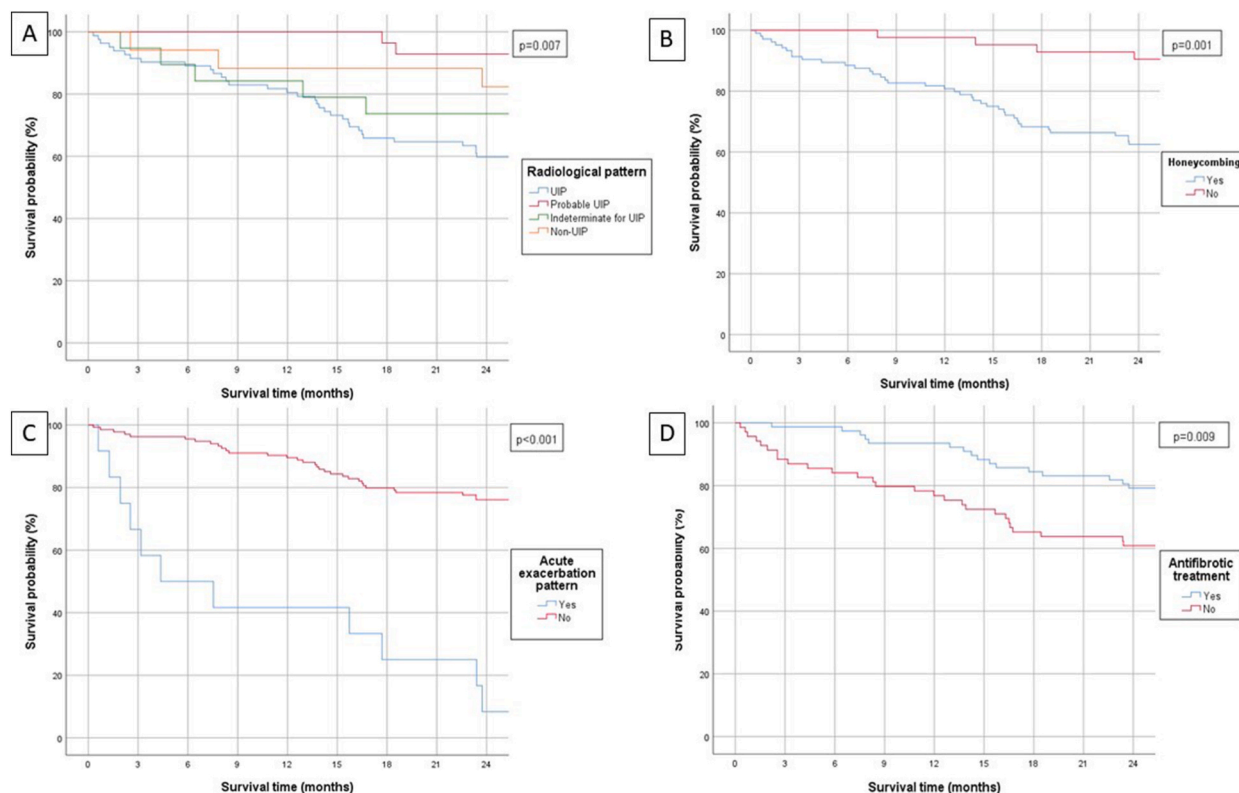 A
100
80
60
40
20
0
Survival probability (%)
0 3 6 9 12 15 18 21 24
Survival time (months)
p=0.007
Radiological pattern
UIP
Probable UIP
Indeterminate for UIP
Non-UIP
B
100
80
60
40
20
0
Survival probability (%)
0 3 6 9 12 15 18 21 24
Survival time (months)
p=0.001
Honeycombing
Yes
No
C
100
80
60
40
20
0
Survival probability (%)
0 3 6 9 12 15 18 21 24
Survival time (months)
p<0.001
Acute
exacerbation
pattern
Yes
No
D
100
80
60
40
20
0
Survival probability (%)
0 3 6 9 12 15 18 21 24
Survival time (months)
p=0.009
Antifibrotic
treatment
Yes
No